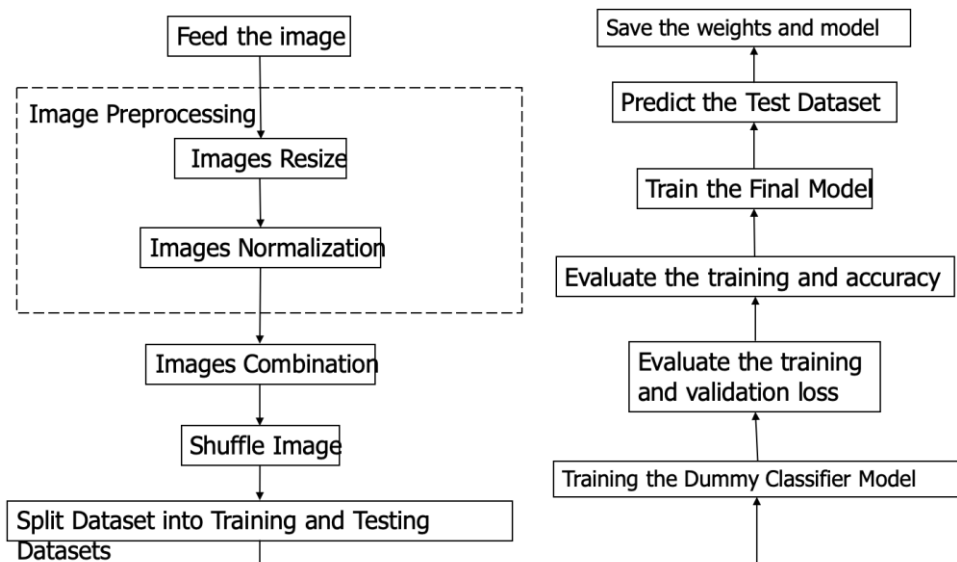 Feed the image
Image Preprocessing
Images Resize
Images Normalization
Images Combination
Shuffle Image
Split Dataset into Training and Testing
Datasets
Save the weights and model
Predict the Test Dataset
Train the Final Model
Evaluate the training and accuracy
Evaluate the training
and validation loss
Training the Dummy Classifier Model